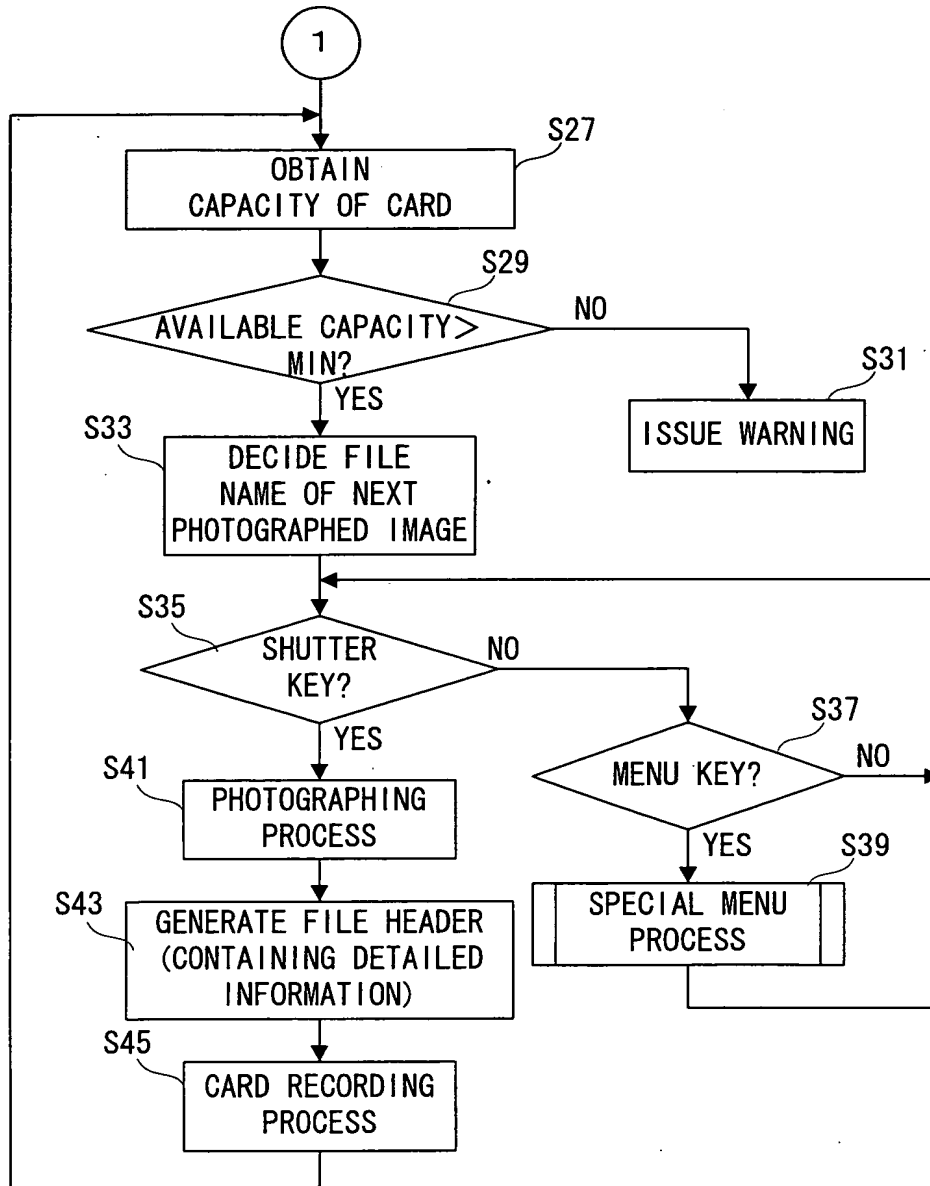 1
S27
OBTAIN
CAPACITY OF CARD
S29
AVAILABLE CAPACITY>
MIN?
NO
YES
S31
ISSUE WARNING
S33
DECIDE FILE
NAME OF NEXT
PHOTOGRAPHED IMAGE
S35
SHUTTER
KEY?
NO
YES
S37
MENU KEY?
NO
YES
S39
SPECIAL MENU
PROCESS
S41
PHOTOGRAPHING
PROCESS
S43
GENERATE FILE HEADER
(CONTAINING DETAILED
INFORMATION)
S45
CARD RECORDING
PROCESS